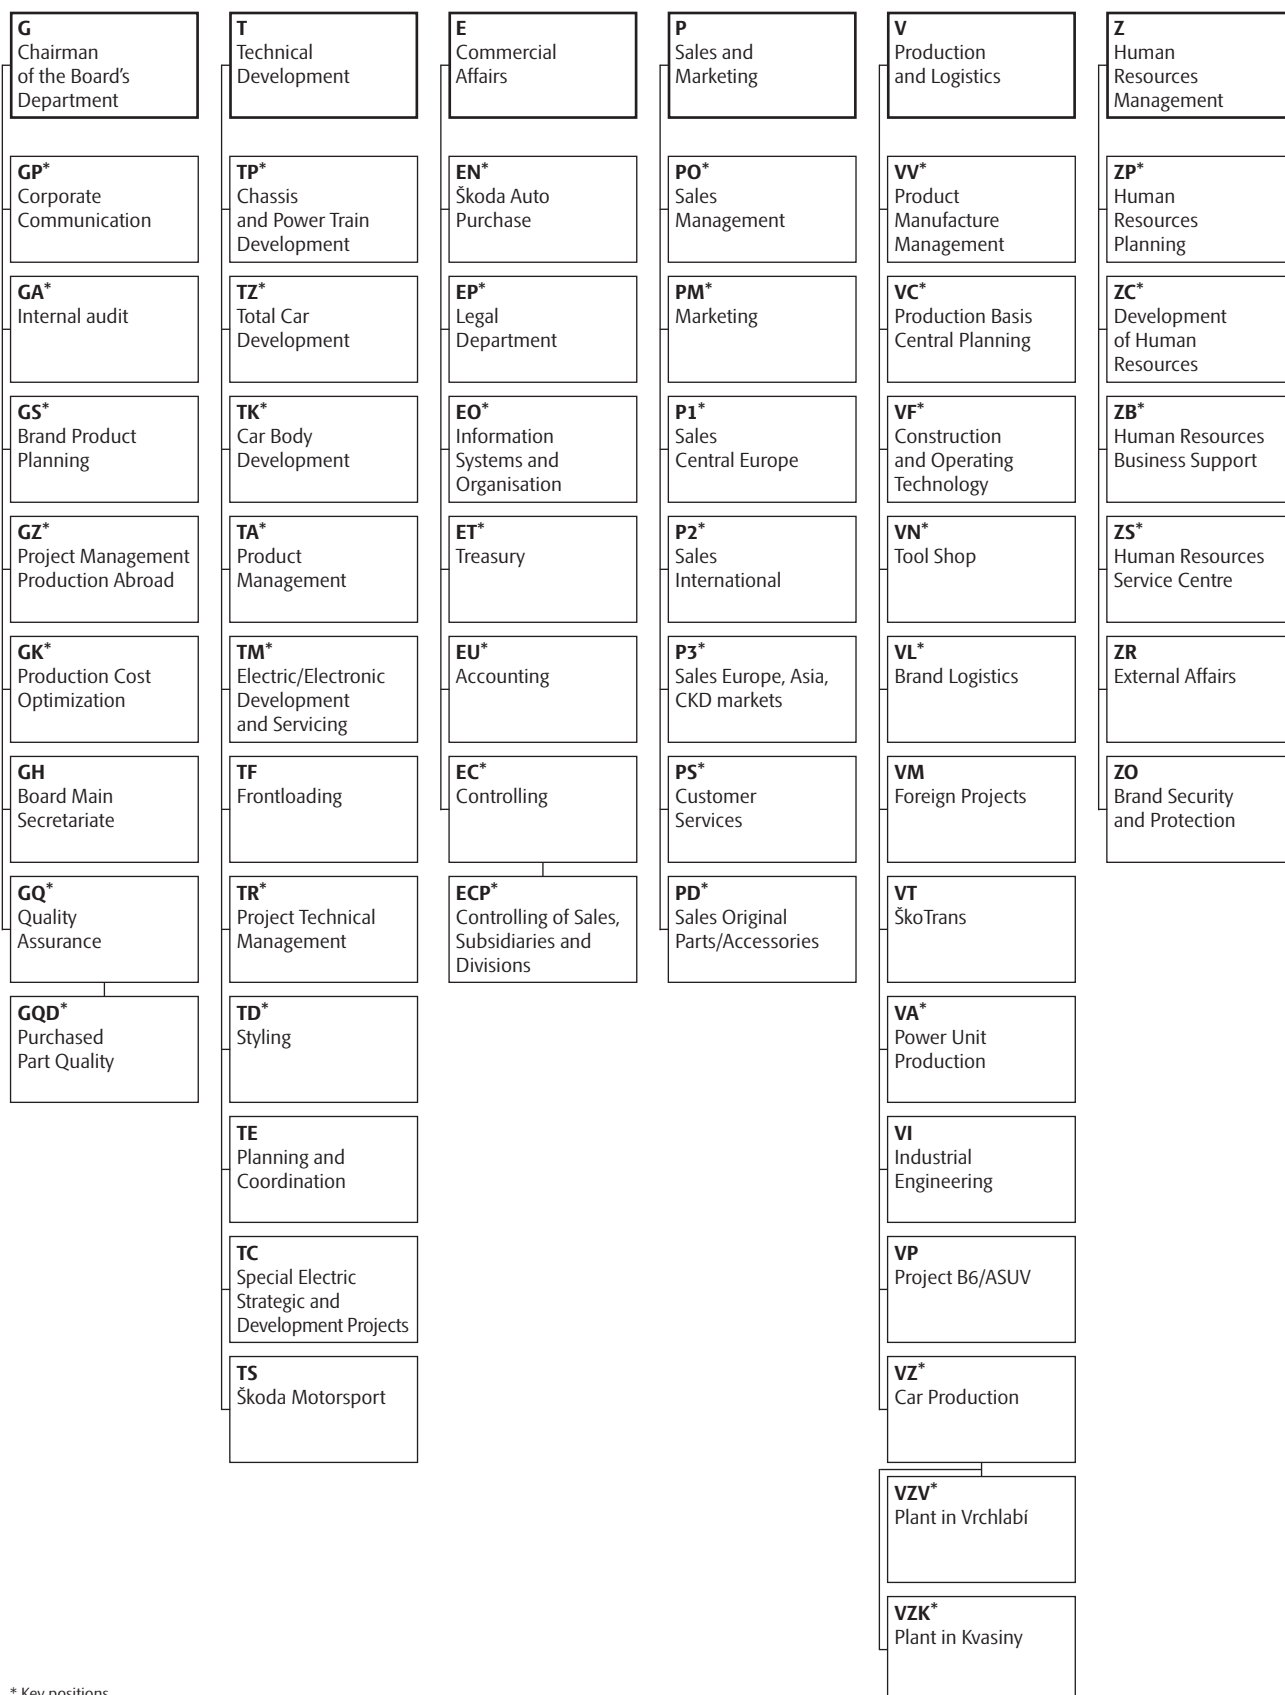 G
Chairman
of the Board's
Department
GP*
Corporate
Communication
GA*
Internal audit
GS*
Brand Product
Planning
GZ*
Project Management
Production Abroad
GK*
Production Cost
Optimization
GH
Board Main
Secretariate
GQ*
Quality
Assurance
GQD*
Purchased
Part Quality
T
Technical
Development
TP*
Chassis
and Power Train
Development
TZ*
Total Car
Development
TK*
Car Body
Development
TA*
Product
Management
TM*
Electric/Electronic
Development
and Servicing
TF
Frontloading
TR*
Project Technical
Management
TD*
Styling
TE
Planning and
Coordination
TC
Special Electric
Strategic and
Development Projects
TS
Škoda Motorsport
E
Commercial
Affairs
EN*
Škoda Auto
Purchase
EP*
Legal
Department
EO*
Information
Systems and
Organisation
ET*
Treasury
EU*
Accounting
EC*
Controlling
ECP*
Controlling of Sales,
Subsidiaries and
Divisions
P
Sales and
Marketing
PO*
Sales
Management
PM*
Marketing
P1*
Sales
Central Europe
P2*
Sales
International
P3*
Sales Europe, Asia,
CKD markets
PS*
Customer
Services
PD*
Sales Original
Parts/Accessories
V
Production
and Logistics
VV*
Product
Manufacture
Management
VC*
Production Basis
Central Planning
VF*
Construction
and Operating
Technology
VN*
Tool Shop
VL*
Brand Logistics
VM
Foreign Projects
VT
ŠkoTrans
VA*
Power Unit
Production
VI
Industrial
Engineering
VP
Project B6/ASUV
VZ*
Car Production
VZV*
Plant in Vrchlabí
VZK*
Plant in Kvasiny
Z
Human
Resources
Management
ZP*
Human
Resources
Planning
ZC*
Development
of Human
Resources
ZB*
Human Resources
Business Support
ZS*
Human Resources
Service Centre
ZR
External Affairs
ZO
Brand Security
and Protection
* Key positions